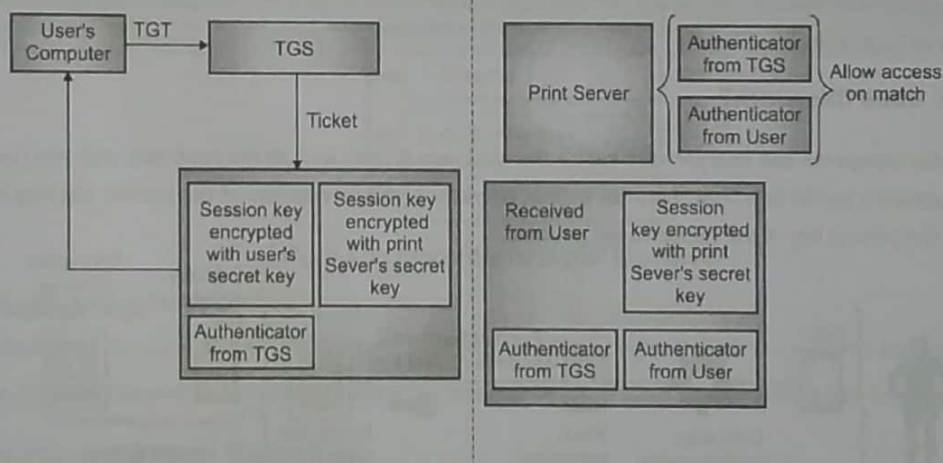 User's
Computer
TGT
TGS
Ticket
Session key
encrypted
with user's
secret key
Session key
encrypted
with print
Sever's secret
key
Authenticator
from TGS
Print Server
Authenticator
from TGS
Authenticator
from User
Allow access
on match
Received
from User
Session
key encrypted
with print
Sever's secret
key
Authenticator
from TGS
Authenticator
from User